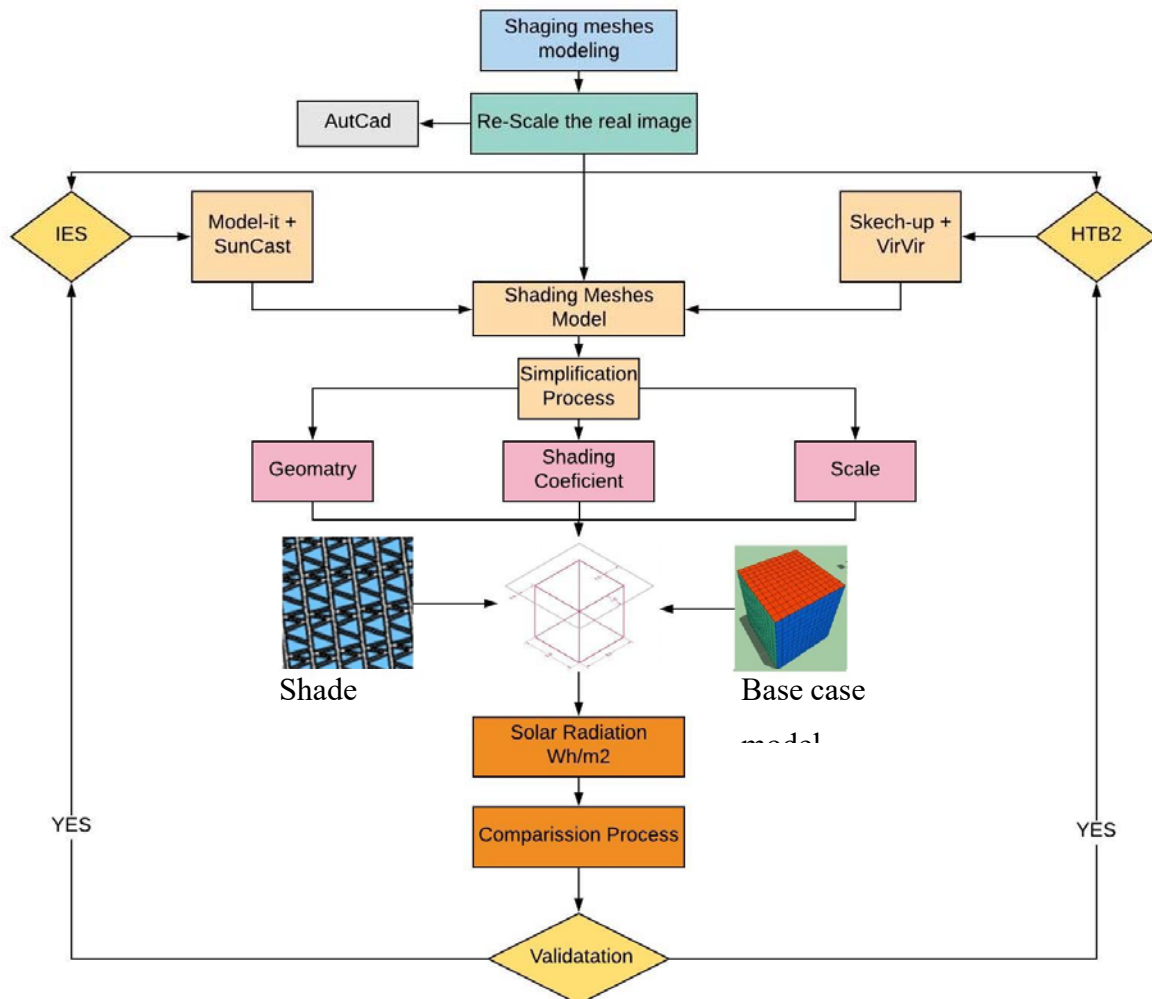 Shaging meshes
modeling
AutCad
Re-Scale the real image
IES
Model-it +
SunCast
Skech-up +
VirVir
HTB2
Shading Meshes
Model
Simplification
Process
Geomatry
Shading
Coeficient
Scale
Shade
Base case
model
Solar Radiation
Wh/m2
Comparission Process
YES
YES
Validatation